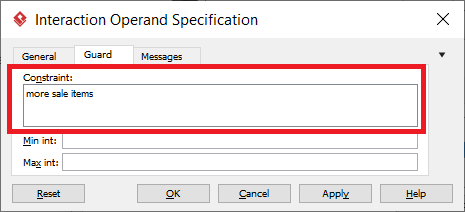 Interaction Operand Specification
General Guard Messages
Constraint:
more sale items
Min int:
Max int:
Reset OK Cancel Apply Help